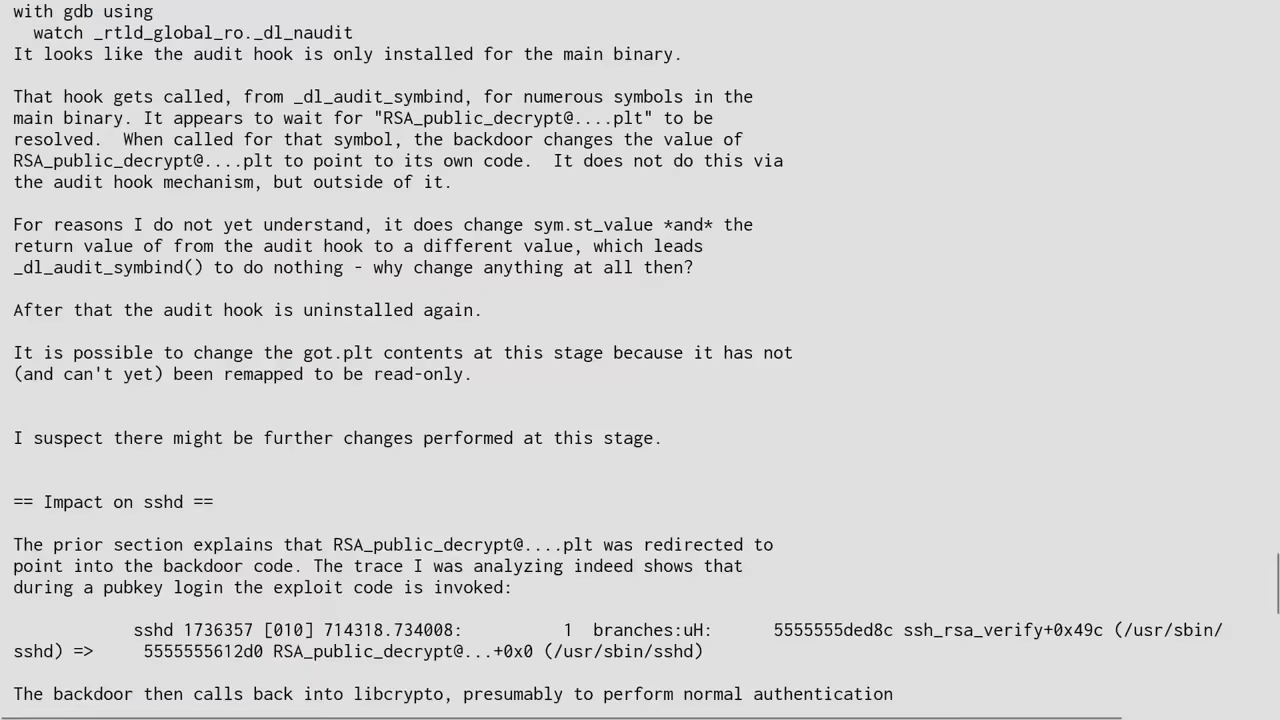 with gdb using
  watch _rtld_global_ro._dl_naudit
It looks like the audit hook is only installed for the main binary.
That hook gets called, from _dl_audit_symbind, for numerous symbols in the
main binary. It appears to wait for "RSA_public_decrypt@....plt" to be
resolved.  When called for that symbol, the backdoor changes the value of
RSA_public_decrypt@....plt to point to its own code.  It does not do this via
the audit hook mechanism, but outside of it.
For reasons I do not yet understand, it does change sym.st_value *and* the
return value of from the audit hook to a different value, which leads
_dl_audit_symbind() to do nothing - why change anything at all then?
After that the audit hook is uninstalled again.
It is possible to change the got.plt contents at this stage because it has not
(and can't yet) been remapped to be read-only.
I suspect there might be further changes performed at this stage.
== Impact on sshd ==
The prior section explains that RSA_public_decrypt@....plt was redirected to
point into the backdoor code. The trace I was analyzing indeed shows that
during a pubkey login the exploit code is invoked:
            sshd 1736357 [010] 714318.734008:          1  branches:uH:      5555555ded8c ssh_rsa_verify+0x49c (/usr/sbin/
sshd) =>     5555555612d0 RSA_public_decrypt@...+0x0 (/usr/sbin/sshd)
The backdoor then calls back into libcrypto, presumably to perform normal authentication